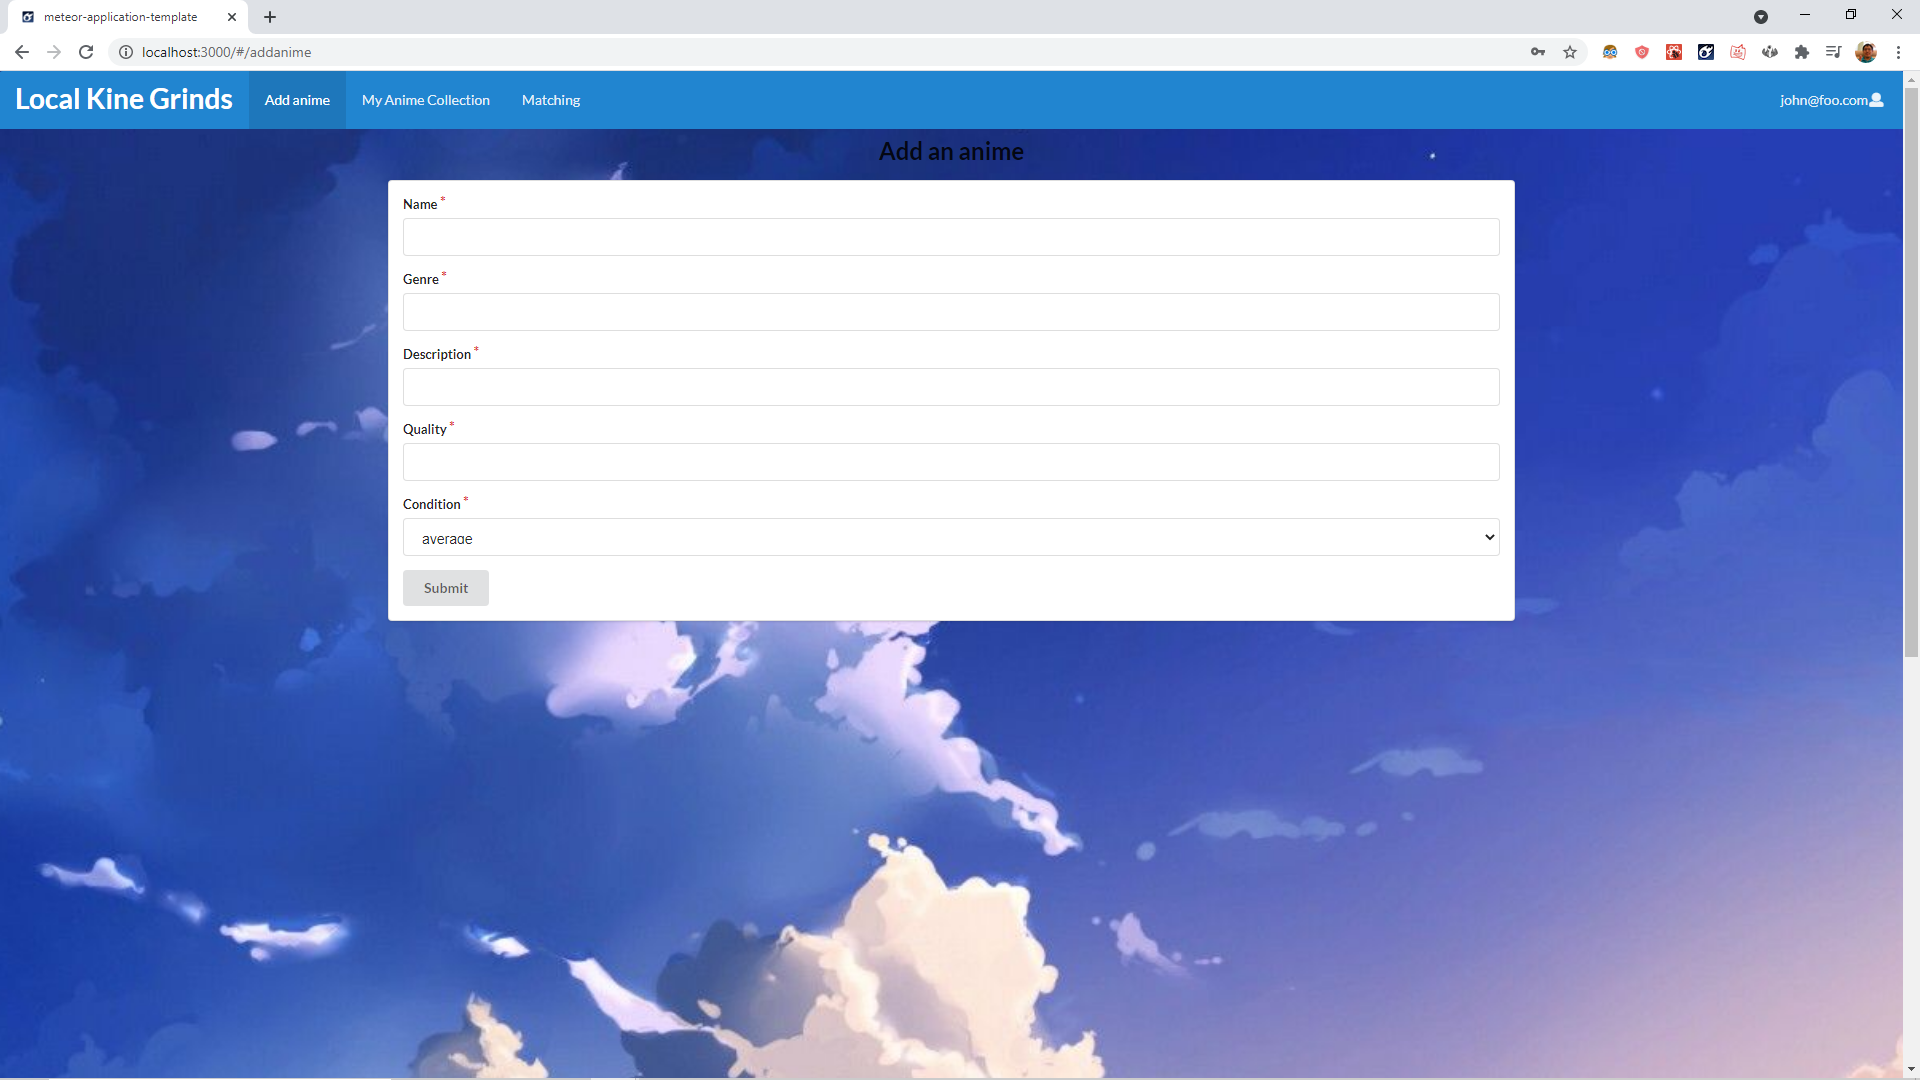 meteor-application-template
localhost:3000/#/addanime
Local Kine Grinds
Add anime
My Anime Collection
Matching
john@foo.com
Add an anime
Name *
Genre *
Description *
Quality *
Condition *
average
Submit